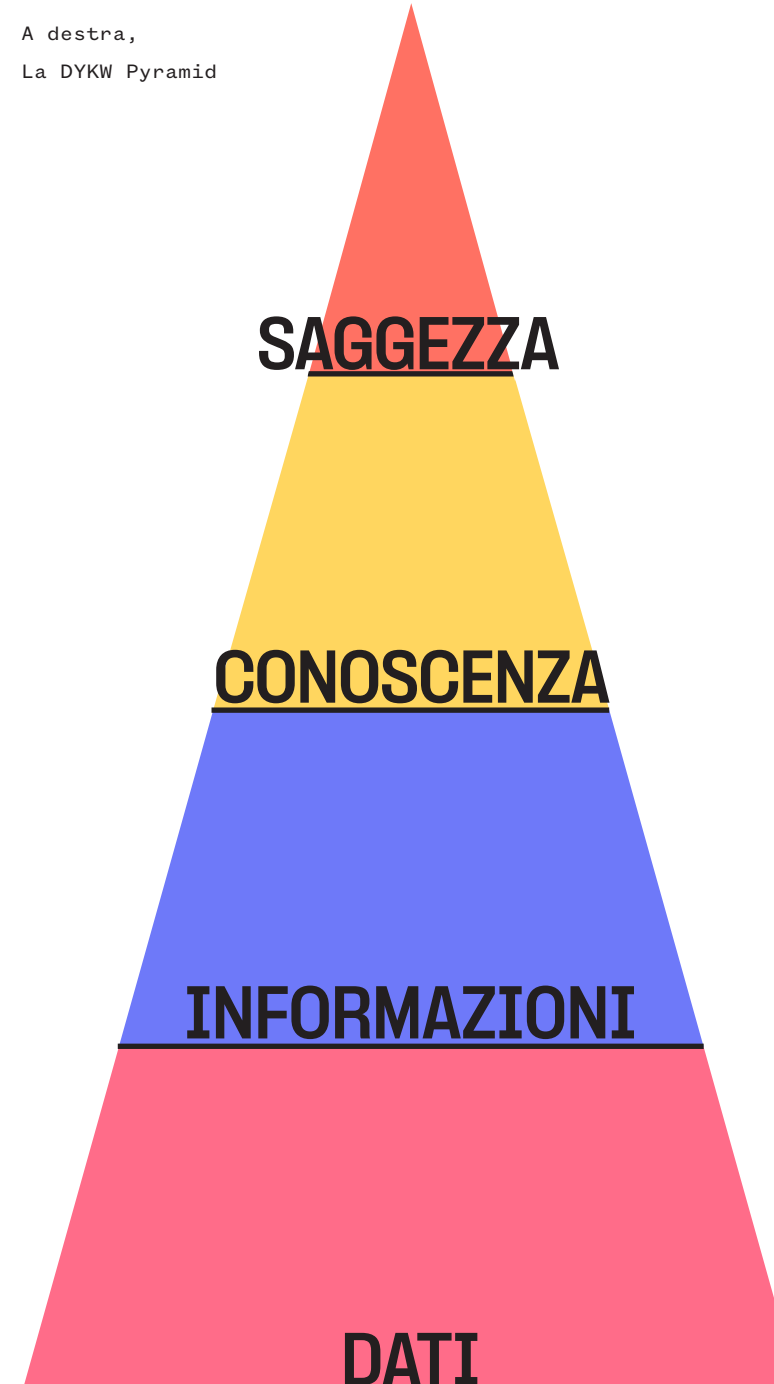 A destra,
La DYKW Pyramid
SAGGEZZA
CONOSCENZA
INFORMAZIONI
DATI